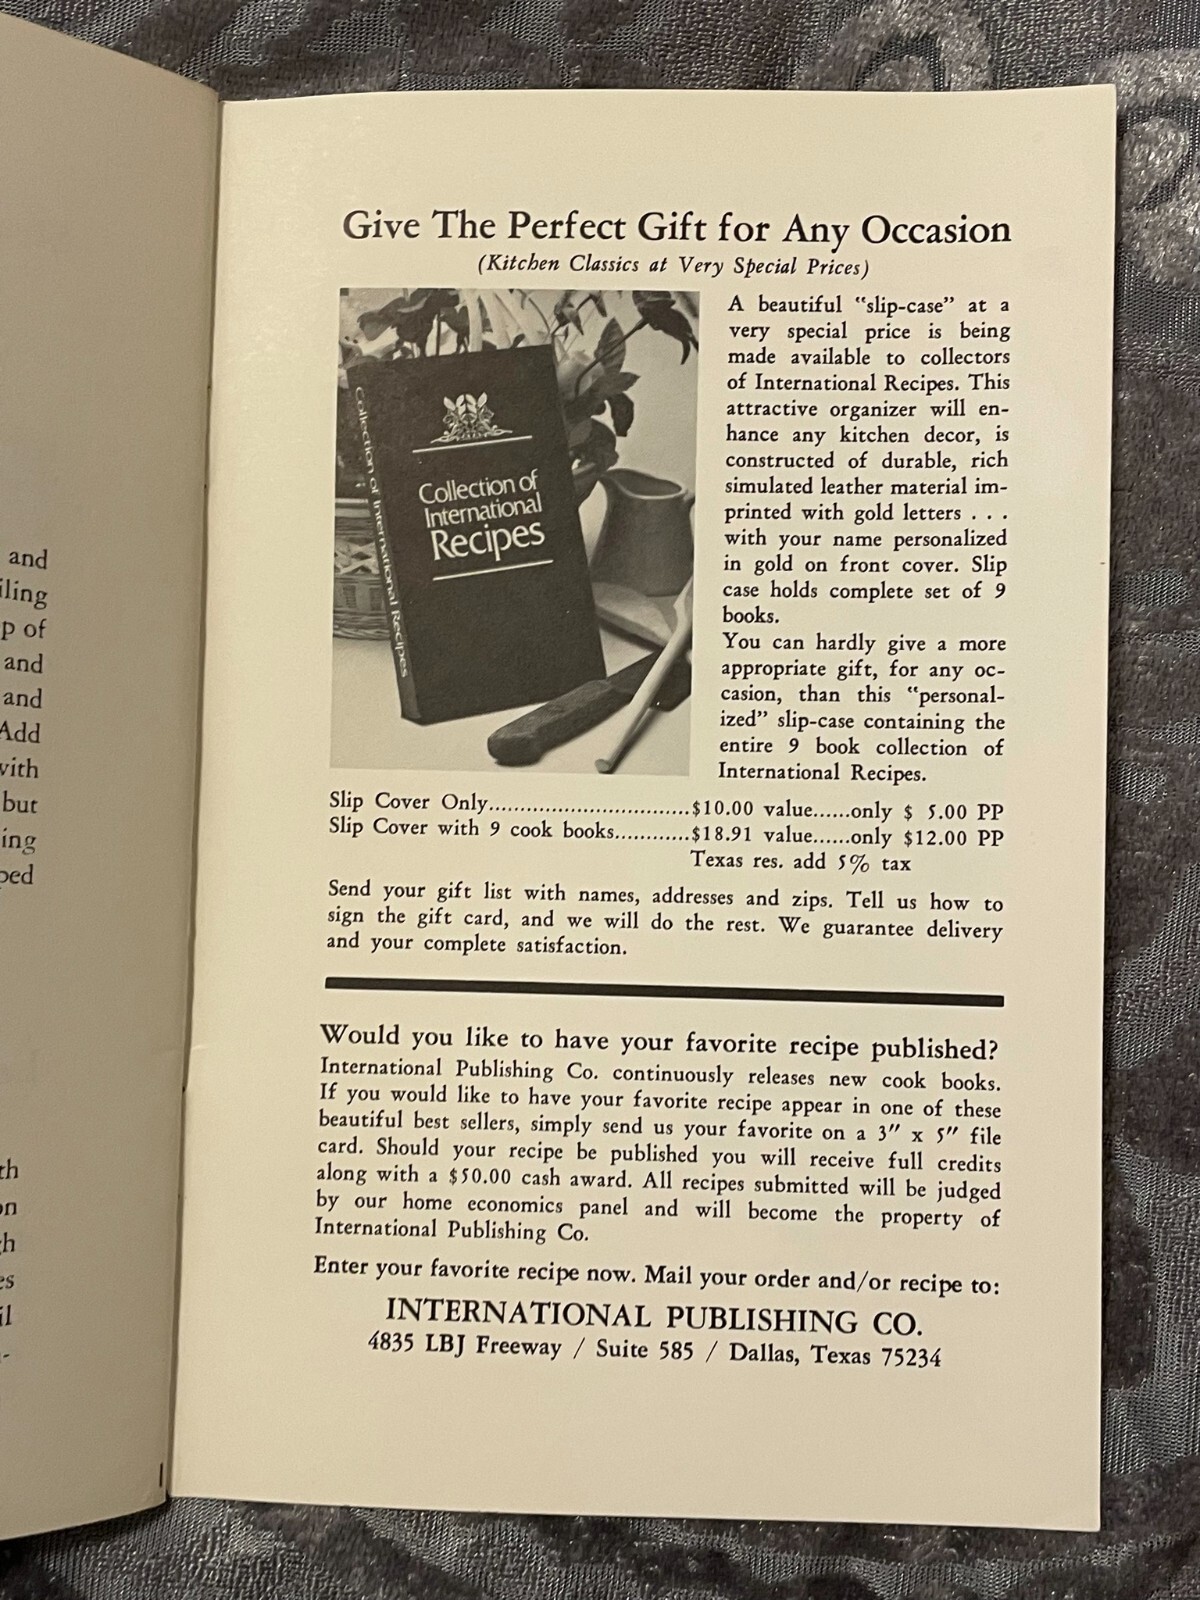 and
iling
p of
and
and
Add
with
but
ing
ped
th
on
gh
es
il
Give The Perfect Gift for Any Occasion
(Kitchen Classics at Very Special Prices)
Collection of International Recipes
Collection of
International
Recipes
A beautiful "slip-case" at a
very special price is being
made available to collectors
of International Recipes. This
attractive organizer will en-
hance any kitchen decor, is
constructed of durable, rich
simulated leather material im-
printed with gold letters . . .
with your name personalized
in gold on front cover. Slip
case holds complete set of 9
books.
You can hardly give a more
appropriate gift, for any oc-
casion, than this "personal-
ized" slip-case containing the
entire 9 book collection of
International Recipes.
Slip Cover Only................................$10.00 value......only $ 5.00 PP
Slip Cover with 9 cook books............$18.91 value......only $12.00 PP
Texas res. add 5% tax
Send your gift list with names, addresses and zips. Tell us how to
sign the gift card, and we will do the rest. We guarantee delivery
and your complete satisfaction.
Would you like to have your favorite recipe published?
International Publishing Co. continuously releases new cook books.
If you would like to have your favorite recipe appear in one of these
beautiful best sellers, simply send us your favorite on a 3" x 5" file
card. Should your recipe be published you will receive full credits
along with a $50.00 cash award. All recipes submitted will be judged
by our home economics panel and will become the property of
International Publishing Co.
Enter your favorite recipe now. Mail your order and/or recipe to:
INTERNATIONAL PUBLISHING CO.
4835 LBJ Freeway / Suite 585 / Dallas, Texas 75234